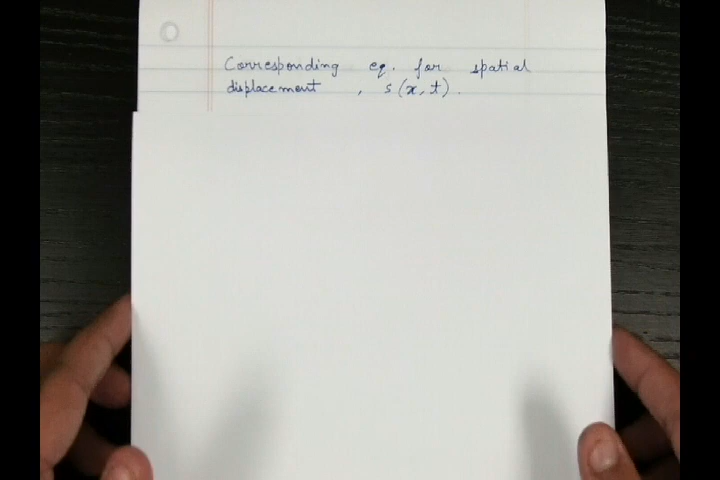 Corresponding eq. for spatial
displacement , s(x, t).